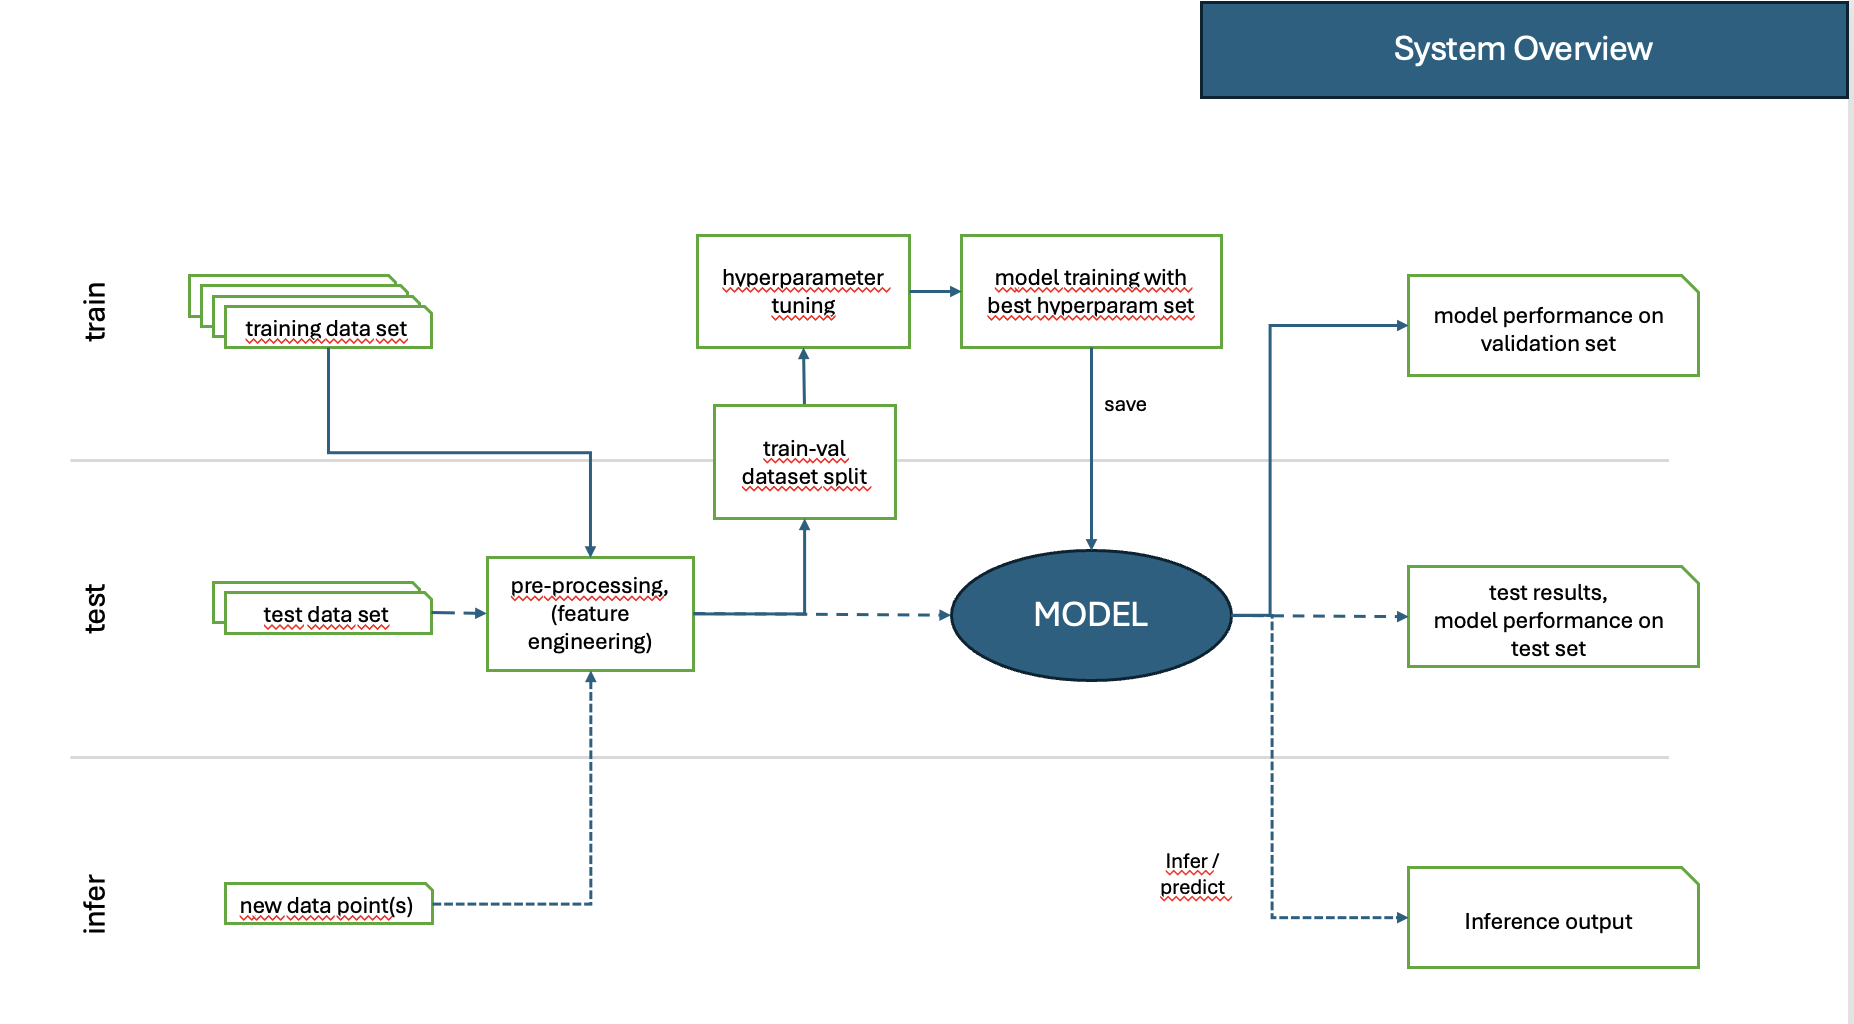 System Overview
train
training data set
hyperparameter
tuning
model training with
best hyperparam set
model performance on
validation set
save
train-val
dataset split
test
test data set
pre-processing,
(feature
engineering)
MODEL
test results,
model performance on
test set
infer
new data point(s)
Infer /
predict
Inference output